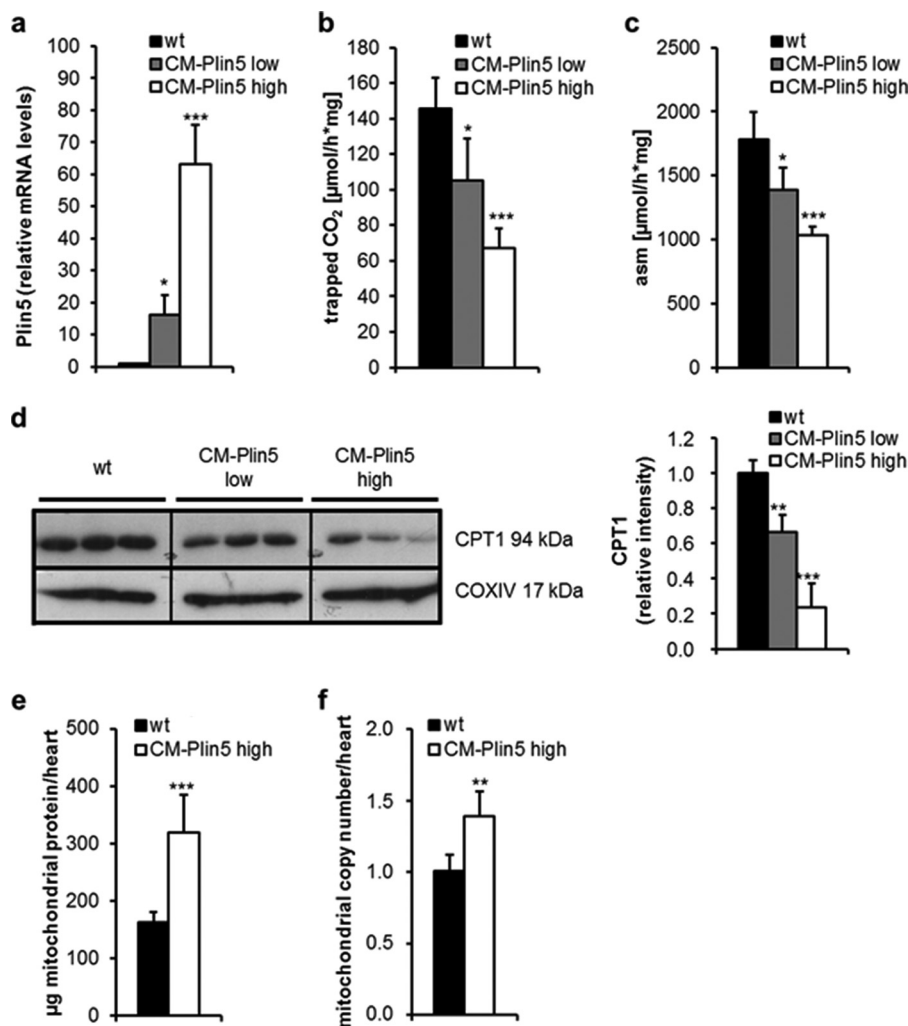 a
wt
CM-Plin5 low
CM-Plin5 high
Plin5 (relative mRNA levels)
100
90
80
70
60
50
40
30
20
10
0
*
***
b
wt
CM-Plin5 low
CM-Plin5 high
trapped CO₂ [µmol/h*mg]
180
160
140
120
100
80
60
40
20
0
*
***
c
wt
CM-Plin5 low
CM-Plin5 high
asm [µmol/h*mg]
2500
2000
1500
1000
500
0
*
***
d
wt
CM-Plin5
low
CM-Plin5
high
CPT1 94 kDa
COXIV 17 kDa
wt
CM-Plin5 low
CM-Plin5 high
CPT1
(relative intensity)
1.2
1.0
0.8
0.6
0.4
0.2
0.0
**
***
e
wt
CM-Plin5 high
µg mitochondrial protein/heart
500
400
300
200
100
0
***
f
wt
CM-Plin5 high
mitochondrial copy number/heart
2.0
1.5
1.0
0.5
0.0
**